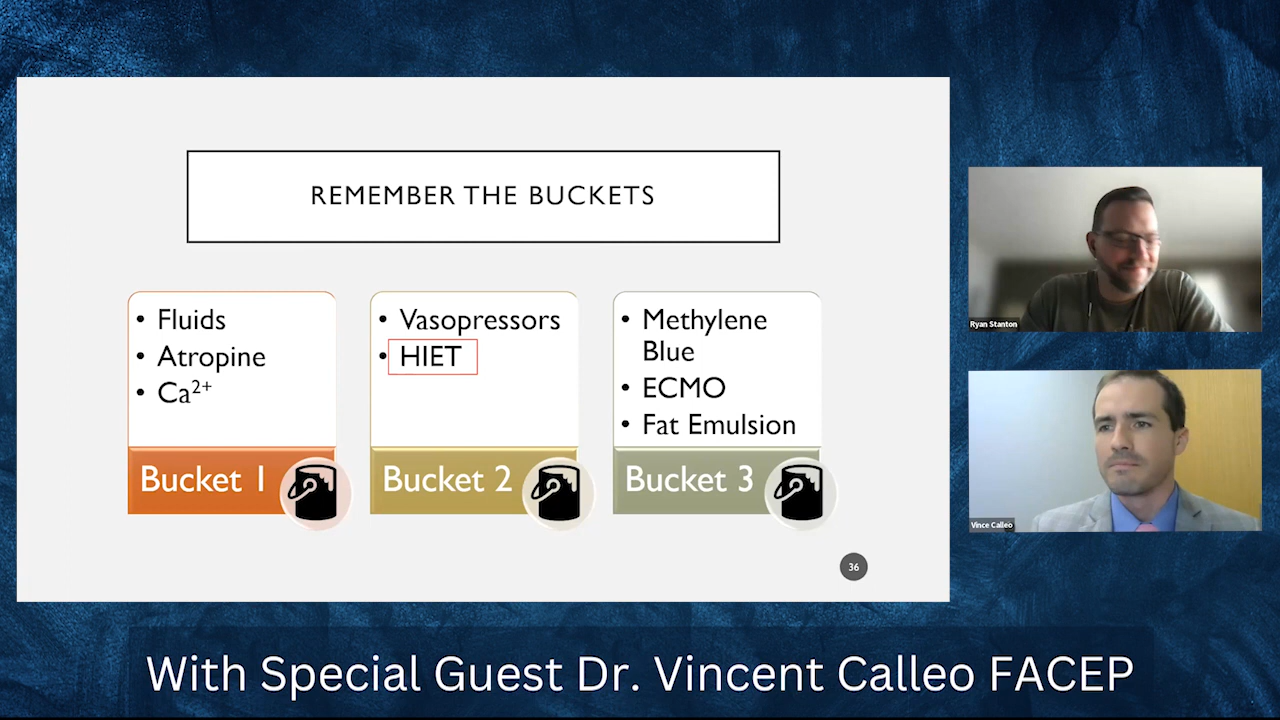 REMEMBER THE BUCKETS
• Fluids
• Atropine
• Ca²⁺
Bucket 1
• Vasopressors
• HIET
Bucket 2
• Methylene
Blue
• ECMO
• Fat Emulsion
Bucket 3
36
Ryan Stanton
Vince Calleo
With Special Guest Dr. Vincent Calleo FACEP